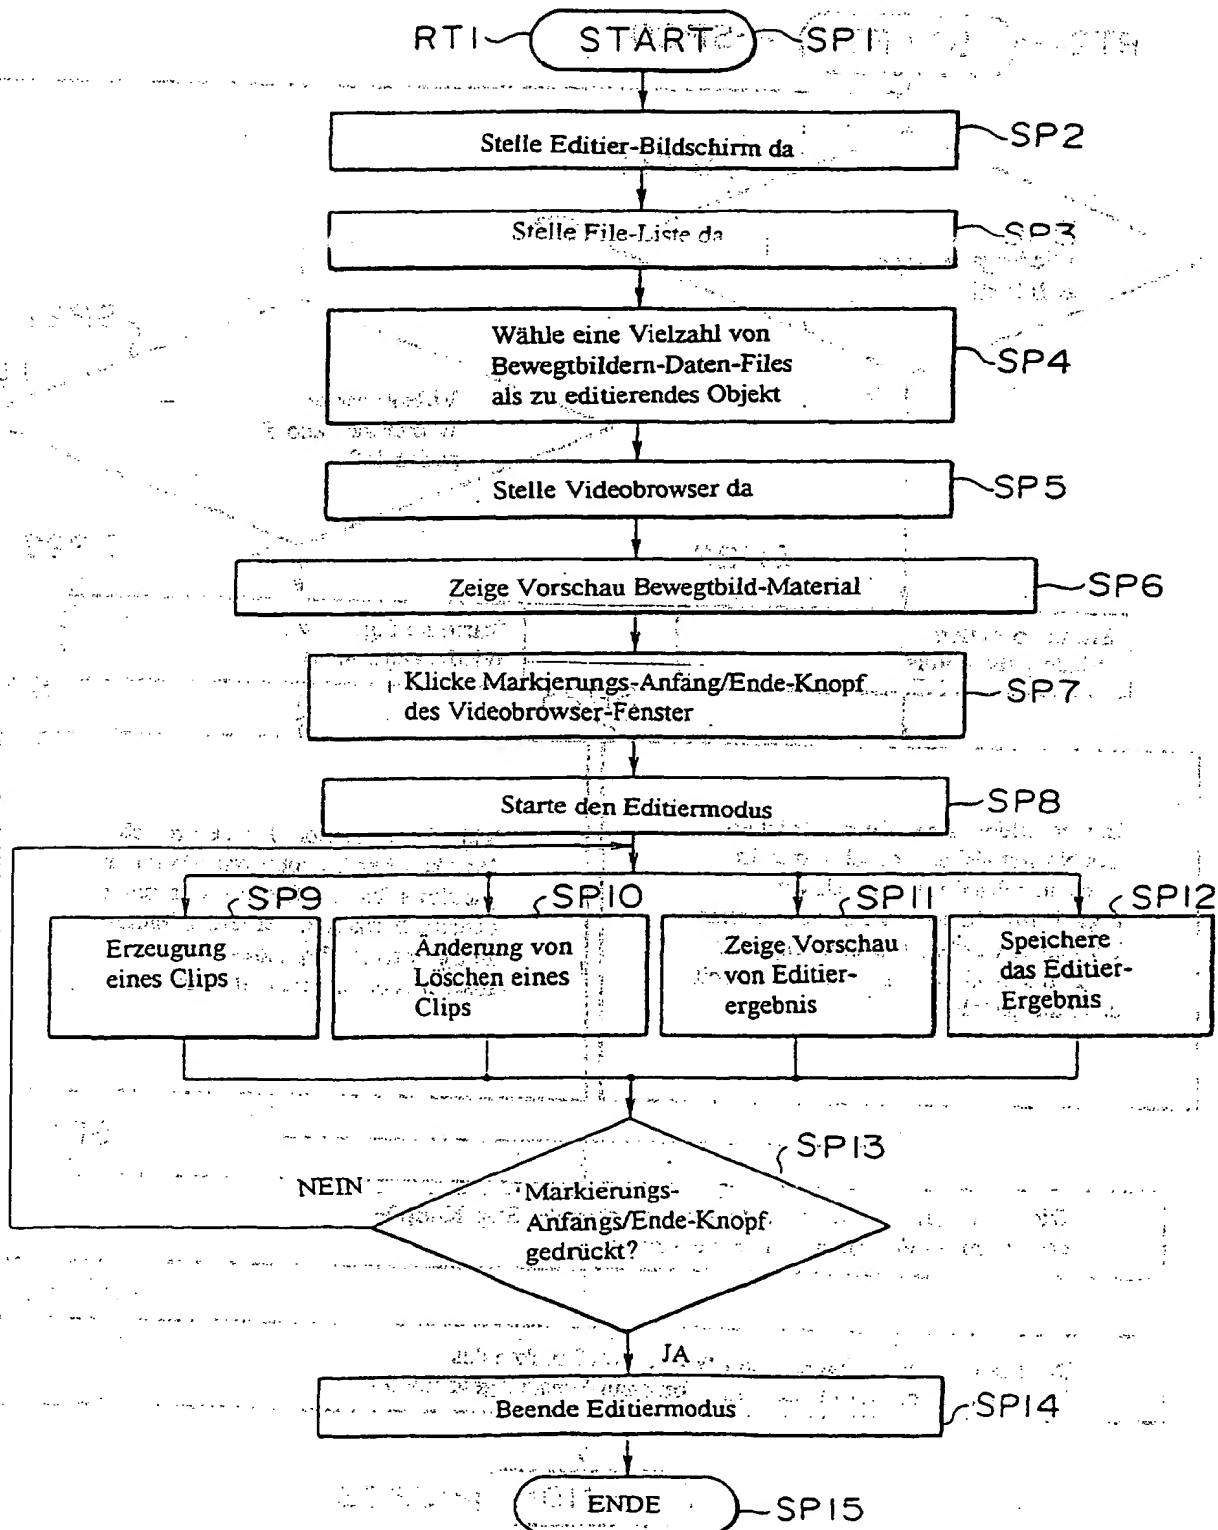 RT1 START SP1
Stelle Editier-Bildschirm da SP2
Stelle File-Liste da SP3
Wähle eine Vielzahl von
Bewegtbildern-Daten-Files
als zu editierendes Objekt
SP4
Stelle Videobrowser da SP5
Zeige Vorschau Bewegtbild-Material SP6
Klicke Markierungs-Anfang/Ende-Knopf
des Videobrowser-Fenster
SP7
Starte den Editiermodus SP8
SP9
Erzeugung
eines Clips
SP10
Änderung von
Löschen eines
Clips
SP11
Zeige Vorschau
von Editier-
ergebnis
SP12
Speichere
das Editier-
Ergebnis
SP13
NEIN
Markierungs-
Anfangs/Ende-Knopf
gedrückt?
JA
Beende Editiermodus SP14
ENDE SP15